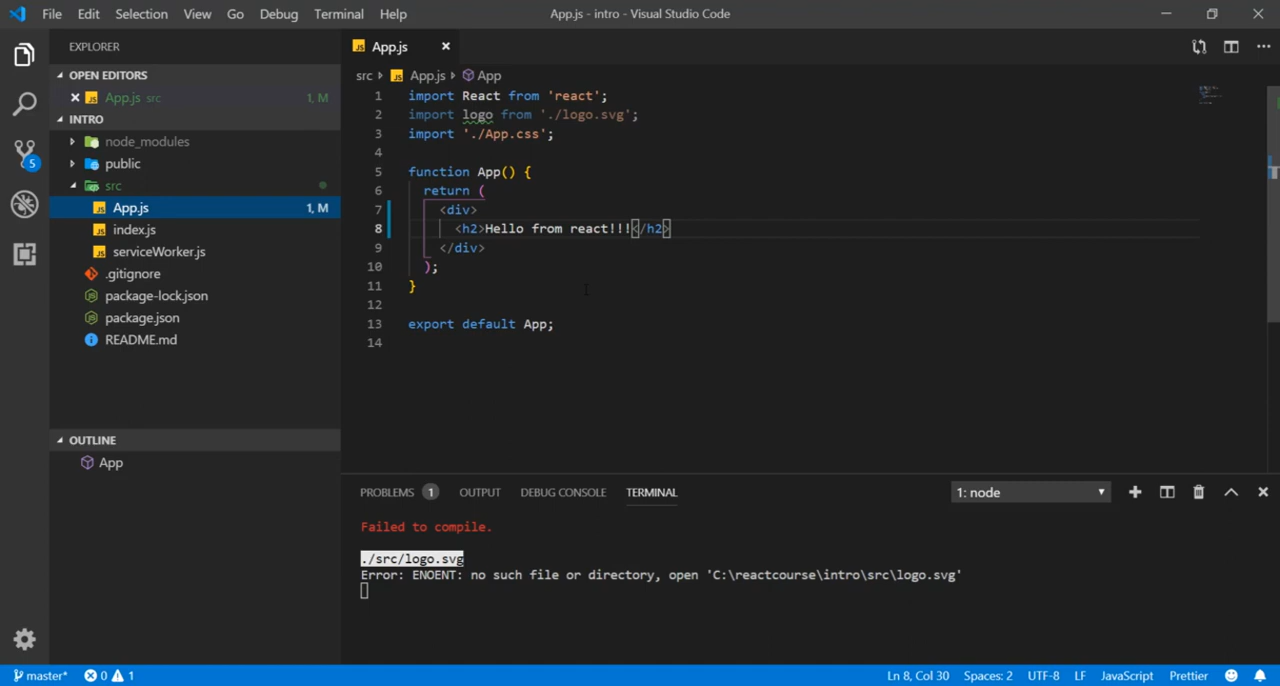 File Edit Selection View Go Debug Terminal Help App.js - intro - Visual Studio Code
EXPLORER
OPEN EDITORS
App.js src 1, M
INTRO
node_modules
public
src
App.js 1, M
index.js
serviceWorker.js
.gitignore
package-lock.json
package.json
README.md
OUTLINE
App
App.js
src App.js App
1 import React from 'react';
2 import logo from './logo.svg';
3 import './App.css';
4
5 function App() {
6 return (
7 <div>
8 <h2>Hello from react!!!</h2>
9 </div>
10 );
11 }
12
13 export default App;
14
PROBLEMS 1 OUTPUT DEBUG CONSOLE TERMINAL 1: node
Failed to compile.
./src/logo.svg
Error: ENOENT: no such file or directory, open 'C:\reactcourse\intro\src\logo.svg'
5
master* 0 1 Ln 8, Col 30 Spaces: 2 UTF-8 LF JavaScript Prettier